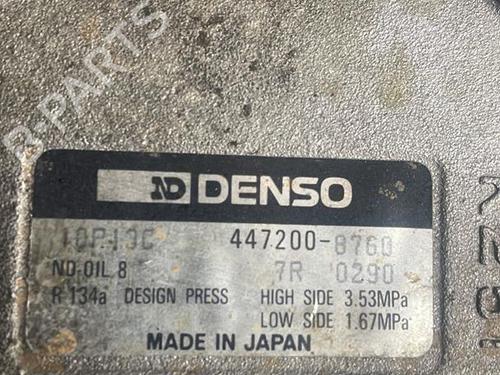 B-PARTS
ND DENSO
10P13C 447200-8760
ND-OIL 8 7R 0290
R 134a DESIGN PRESS HIGH SIDE 3.53MPa
LOW SIDE 1.67MPa
MADE IN JAPAN